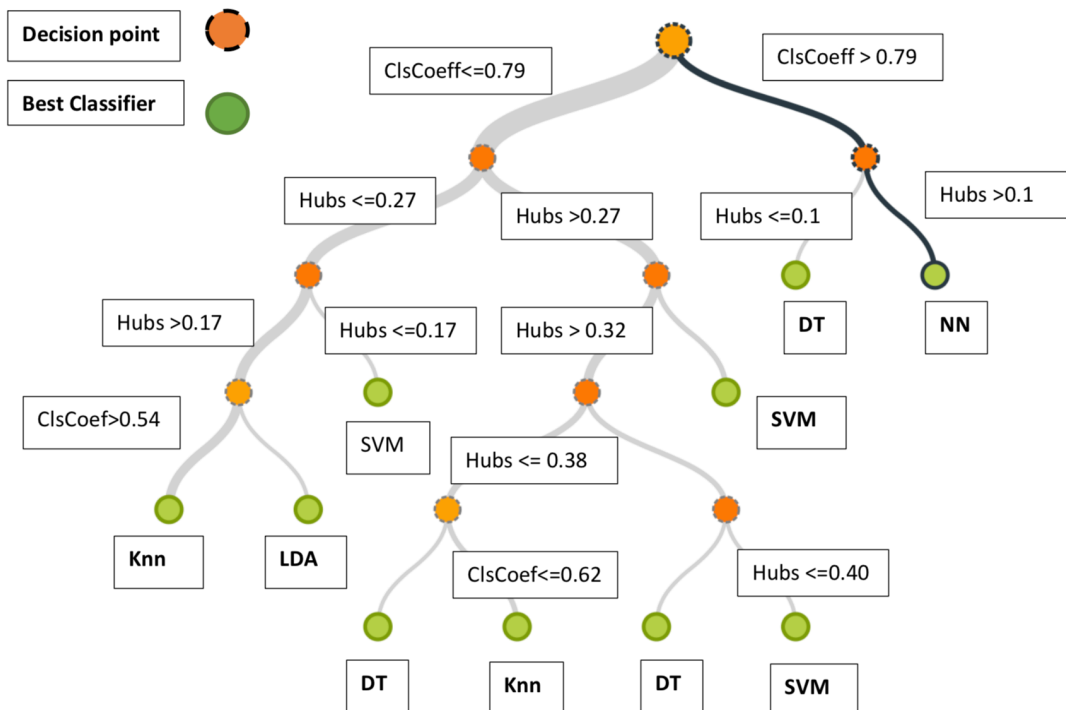 Decision point
Best Classifier
ClsCoeff<=0.79
ClsCoeff > 0.79
Hubs <=0.27
Hubs >0.27
Hubs <=0.1
Hubs >0.1
Hubs >0.17
Hubs <=0.17
Hubs > 0.32
DT
NN
ClsCoef>0.54
SVM
SVM
Hubs <= 0.38
Knn
LDA
ClsCoef<=0.62
Hubs <=0.40
DT
Knn
DT
SVM